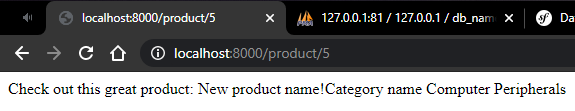 localhost:8000/product/5
127.0.0.1:81 / 127.0.0.1 / db_nam
sf
Da
localhost:8000/product/5
Check out this great product: New product name!Category name Computer Peripherals